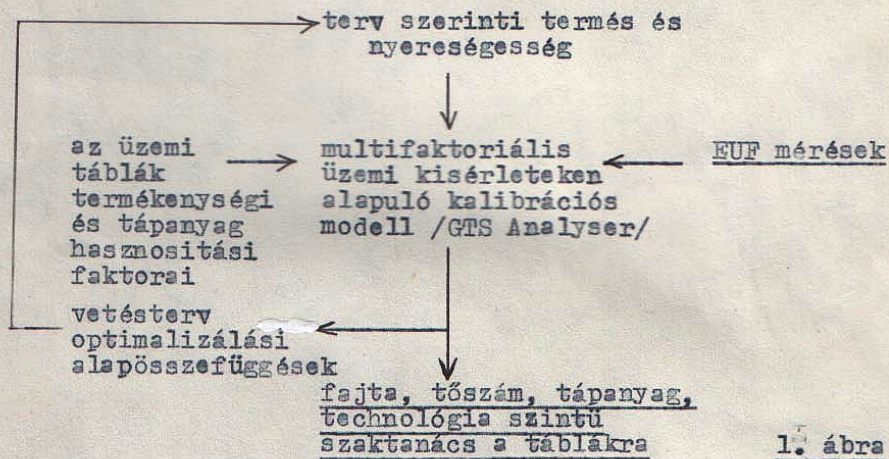 terv szerinti termés és
nyereségesség
az üzemi
táblák
termékenységi
és tápanyag
hasznositási
faktorai
multifaktoriális
üzemi kisérleteken
alapuló kalibrációs
modell /GTS Analyser/
EUF mérések
vetésterv
optimalizálási
alapösszefüggések
fajta, tőszám, tápanyag,
technológia szintű
szaktanács a táblákra
1. ábra